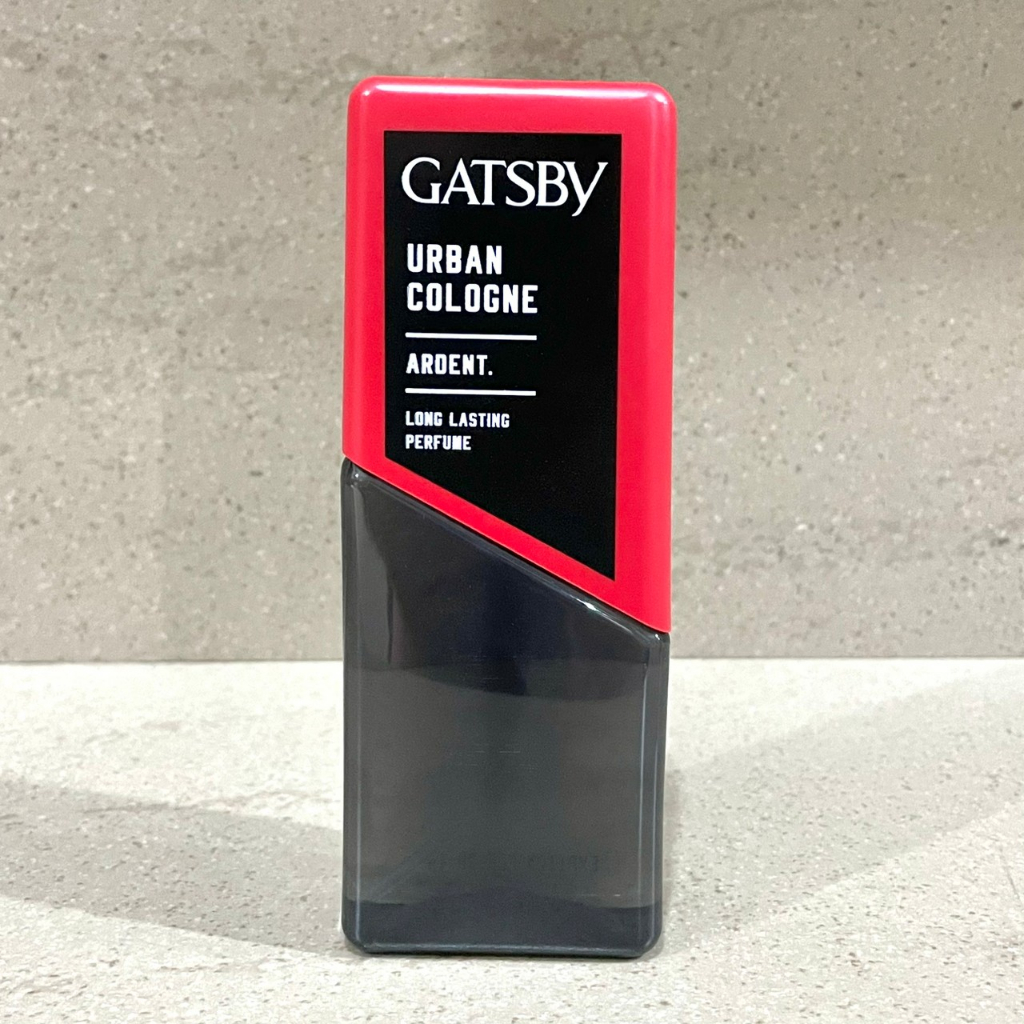 GATSBY
URBAN
COLOGNE
ARDENT.
LONG LASTING
PERFUME